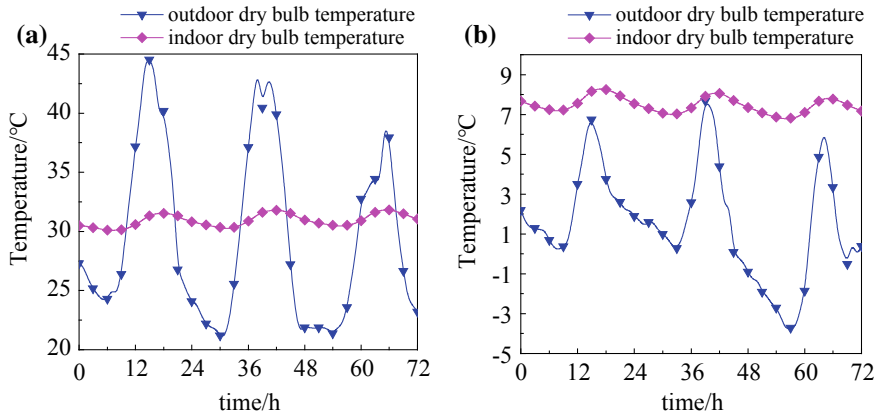 (a)
outdoor dry bulb temperature
indoor dry bulb temperature
45
40
35
30
25
20
Temperature/°C
0 12 24 36 48 60 72
time/h
(b)
outdoor dry bulb temperature
indoor dry bulb temperature
9
7
5
3
1
-1
-3
-5
Temperature/°C
0 12 24 36 48 60 72
time/h